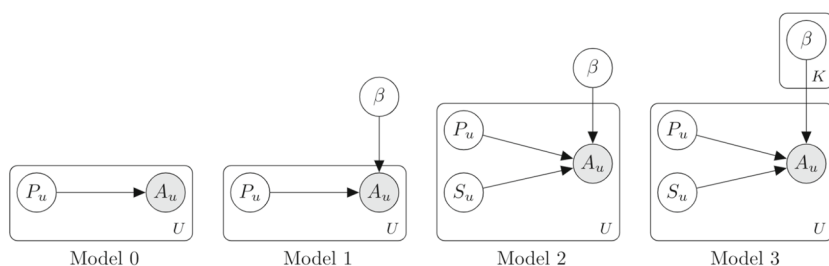 P_u A_u U
Model 0
β
P_u A_u U
Model 1
β
P_u
S_u
A_u
U
Model 2
β
K
P_u
S_u
A_u
U
Model 3